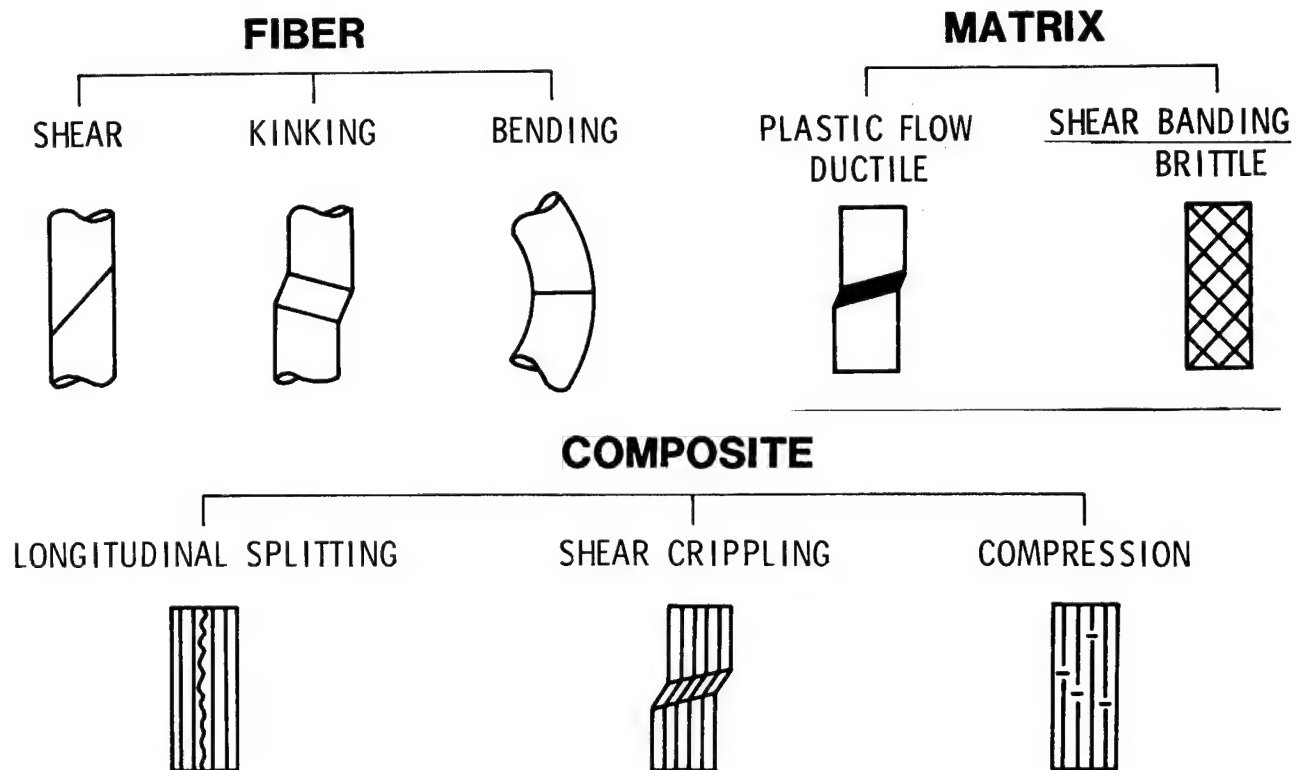 FIBER
SHEAR
KINKING
BENDING
MATRIX
PLASTIC FLOW
DUCTILE
SHEAR BANDING
BRITTLE
COMPOSITE
LONGITUDINAL SPLITTING
SHEAR CRIPPLING
COMPRESSION